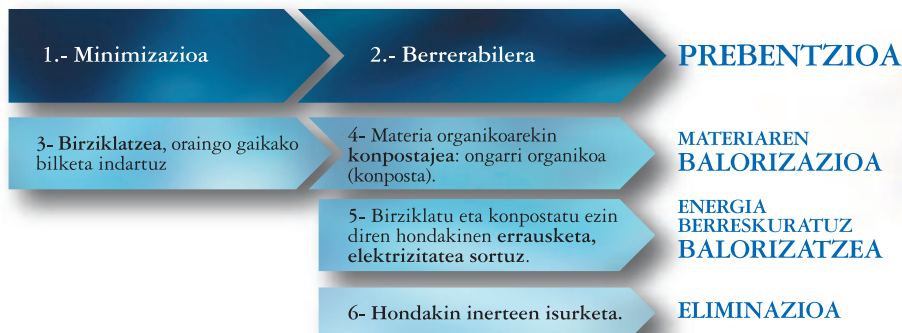 1.- Minimizazioa
2.- Berrerabilera
PREBENTZIOA
3- Birziklatzea, oraingo gaikako
bilketa indartuz
4- Materia organikoarekin
konpostajea: ongarri organikoa
(konposta).
MATERIAREN
BALORIZAZIOA
5- Birziklatu eta konpostatu ezin
diren hondakinen errausketa,
elektrizitatea sortuz.
ENERGIA
BERRESKURATUZ
BALORIZATZEA
6- Hondakin inerteen isurketa.
ELIMINAZIOA